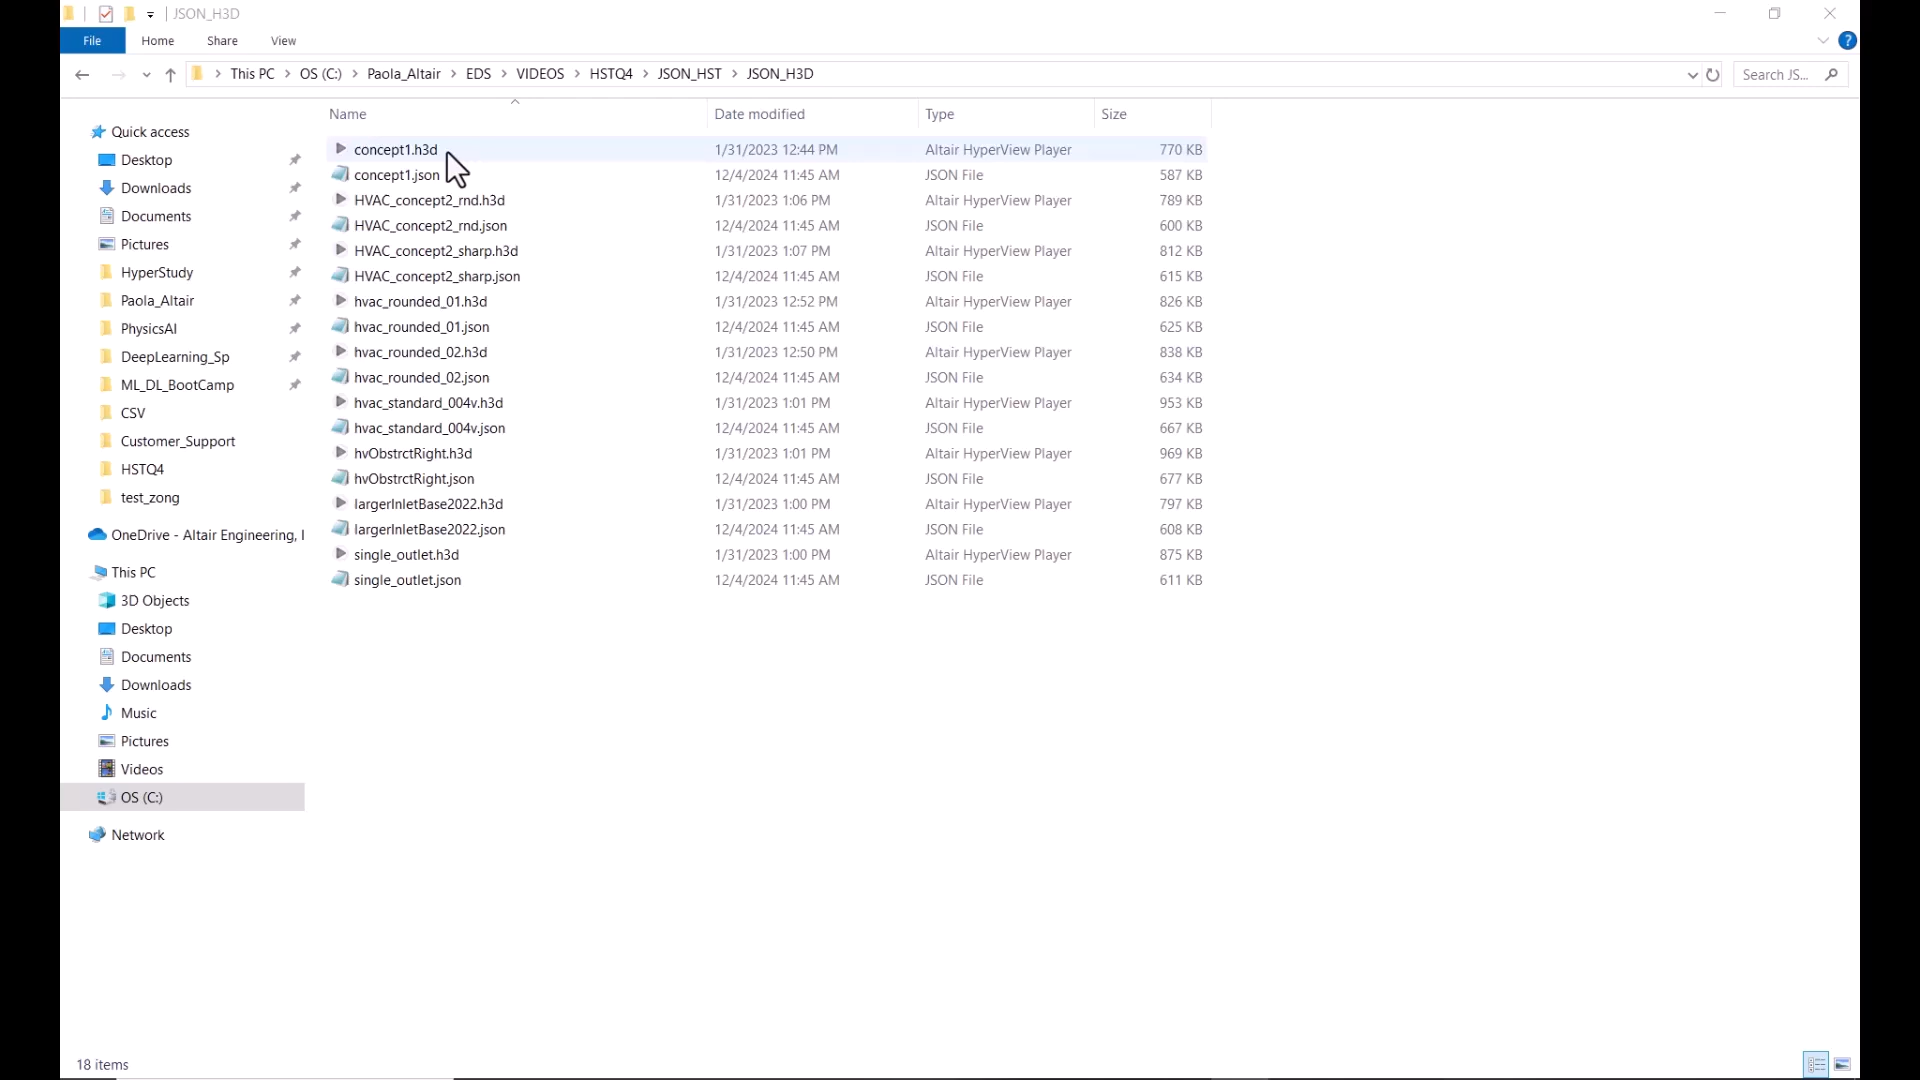 JSON_H3D
File Home Share View
This PC OS (C:) Paola_Altair EDS VIDEOS HSTQ4 JSON_HST JSON_H3D Search JS...
Name Date modified Type Size
concept1.h3d 1/31/2023 12:44 PM Altair HyperView Player 770 KB
concept1.json 12/4/2024 11:45 AM JSON File 587 KB
HVAC_concept2_rnd.h3d 1/31/2023 1:06 PM Altair HyperView Player 789 KB
HVAC_concept2_rnd.json 12/4/2024 11:45 AM JSON File 600 KB
HVAC_concept2_sharp.h3d 1/31/2023 1:07 PM Altair HyperView Player 812 KB
HVAC_concept2_sharp.json 12/4/2024 11:45 AM JSON File 615 KB
hvac_rounded_01.h3d 1/31/2023 12:52 PM Altair HyperView Player 826 KB
hvac_rounded_01.json 12/4/2024 11:45 AM JSON File 625 KB
hvac_rounded_02.h3d 1/31/2023 12:50 PM Altair HyperView Player 838 KB
hvac_rounded_02.json 12/4/2024 11:45 AM JSON File 634 KB
hvac_standard_004v.h3d 1/31/2023 1:01 PM Altair HyperView Player 953 KB
hvac_standard_004v.json 12/4/2024 11:45 AM JSON File 667 KB
hvObstrctRight.h3d 1/31/2023 1:01 PM Altair HyperView Player 969 KB
hvObstrctRight.json 12/4/2024 11:45 AM JSON File 677 KB
largerInletBase2022.h3d 1/31/2023 1:00 PM Altair HyperView Player 797 KB
largerInletBase2022.json 12/4/2024 11:45 AM JSON File 608 KB
single_outlet.h3d 1/31/2023 1:00 PM Altair HyperView Player 875 KB
single_outlet.json 12/4/2024 11:45 AM JSON File 611 KB
Quick access
Desktop
Downloads
Documents
Pictures
HyperStudy
Paola_Altair
PhysicsAI
DeepLearning_Sp
ML_DL_BootCamp
CSV
Customer_Support
HSTQ4
test_zong
OneDrive - Altair Engineering, I
This PC
3D Objects
Desktop
Documents
Downloads
Music
Pictures
Videos
OS (C:)
Network
18 items